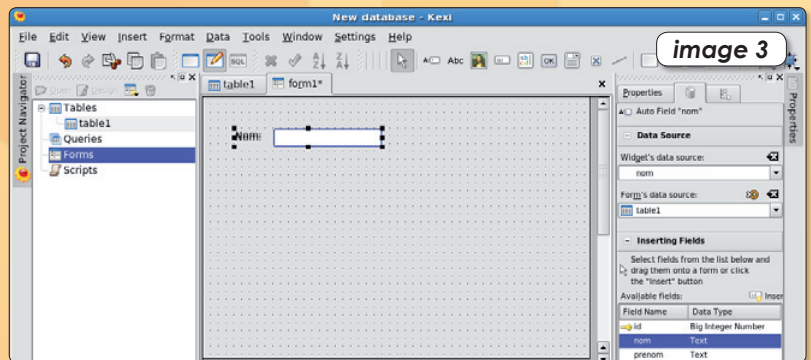 New database - Kexi
File Edit View Insert Format Data Tools Window Settings Help
image 3
SQL Abc OK
Project Navigator
Open Design
Tables
table1
Queries
Forms
Scripts
table1 form1*
Nom:
Properties
Properties
Auto Field "nom"
Data Source
Widget's data source:
nom
Form's data source:
table1
Inserting Fields
Select fields from the list below and
drag them onto a form or click
the "Insert" button
Available fields: Inser
Field Name Data Type
id Big Integer Number
nom Text
prenom Text